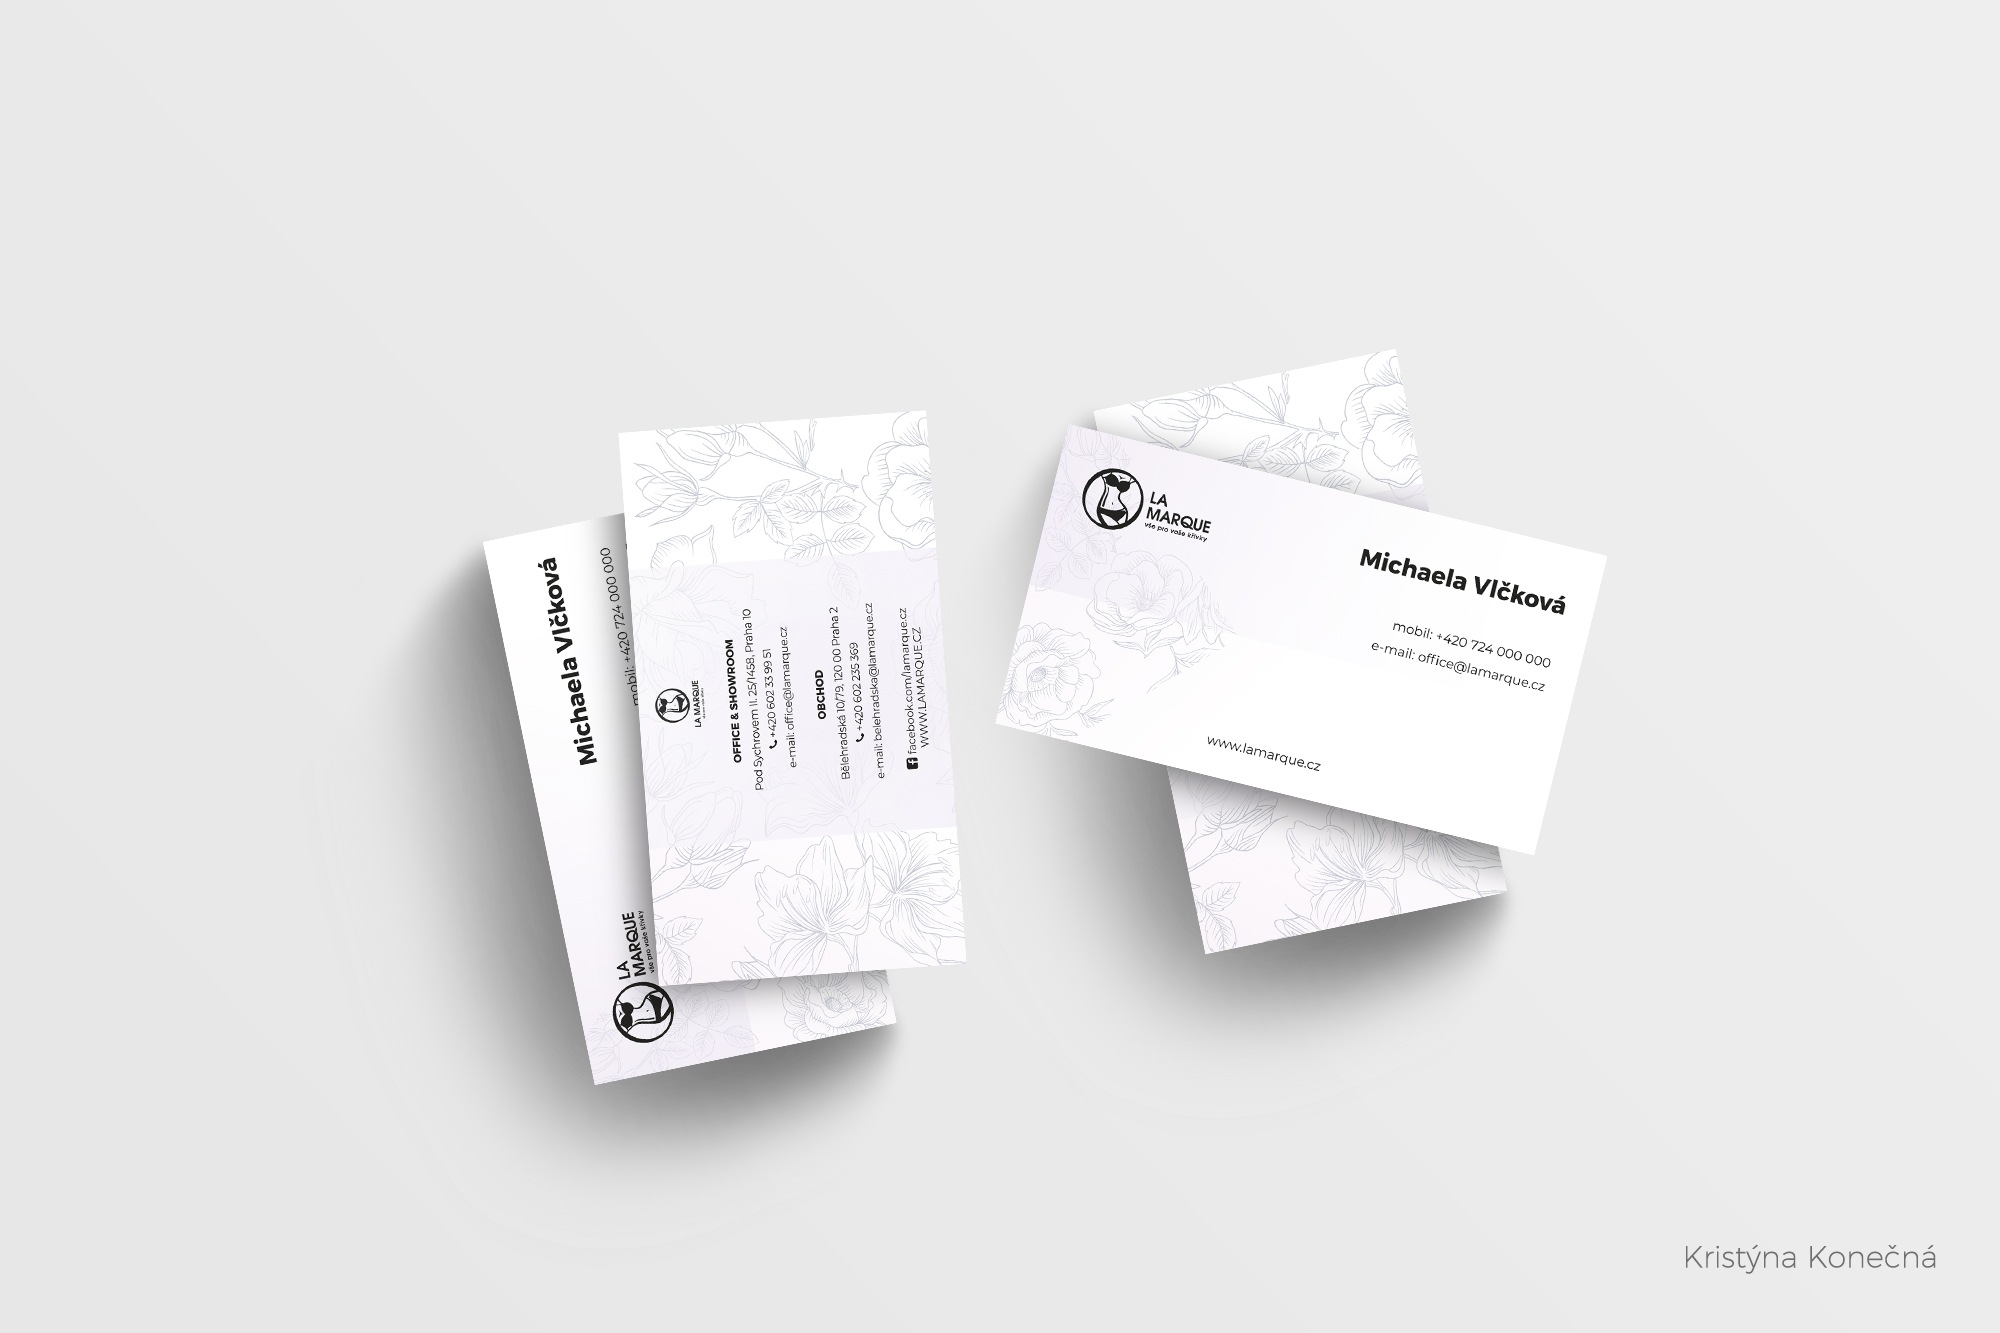 Michaela Vlčková
mobil: +420 724 000 000
LA
MARQUE
vše pro vaše křivky
LA MARQUE
OFFICE & SHOWROOM
Pod Sychrovem II. 25/1458, Praha 10
+420 602 33 99 51
e-mail: office@lamarque.cz
OBCHOD
Bělehradská 10/79, 120 00 Praha 2
+420 602 235 369
e-mail: belehradska@lamarque.cz
facebook.com/lamarque.cz
WWW.LAMARQUE.CZ
LA
MARQUE
vše pro vaše křivky
Michaela Vlčková
mobil: +420 724 000 000
e-mail: office@lamarque.cz
www.lamarque.cz
Kristýna Konečná